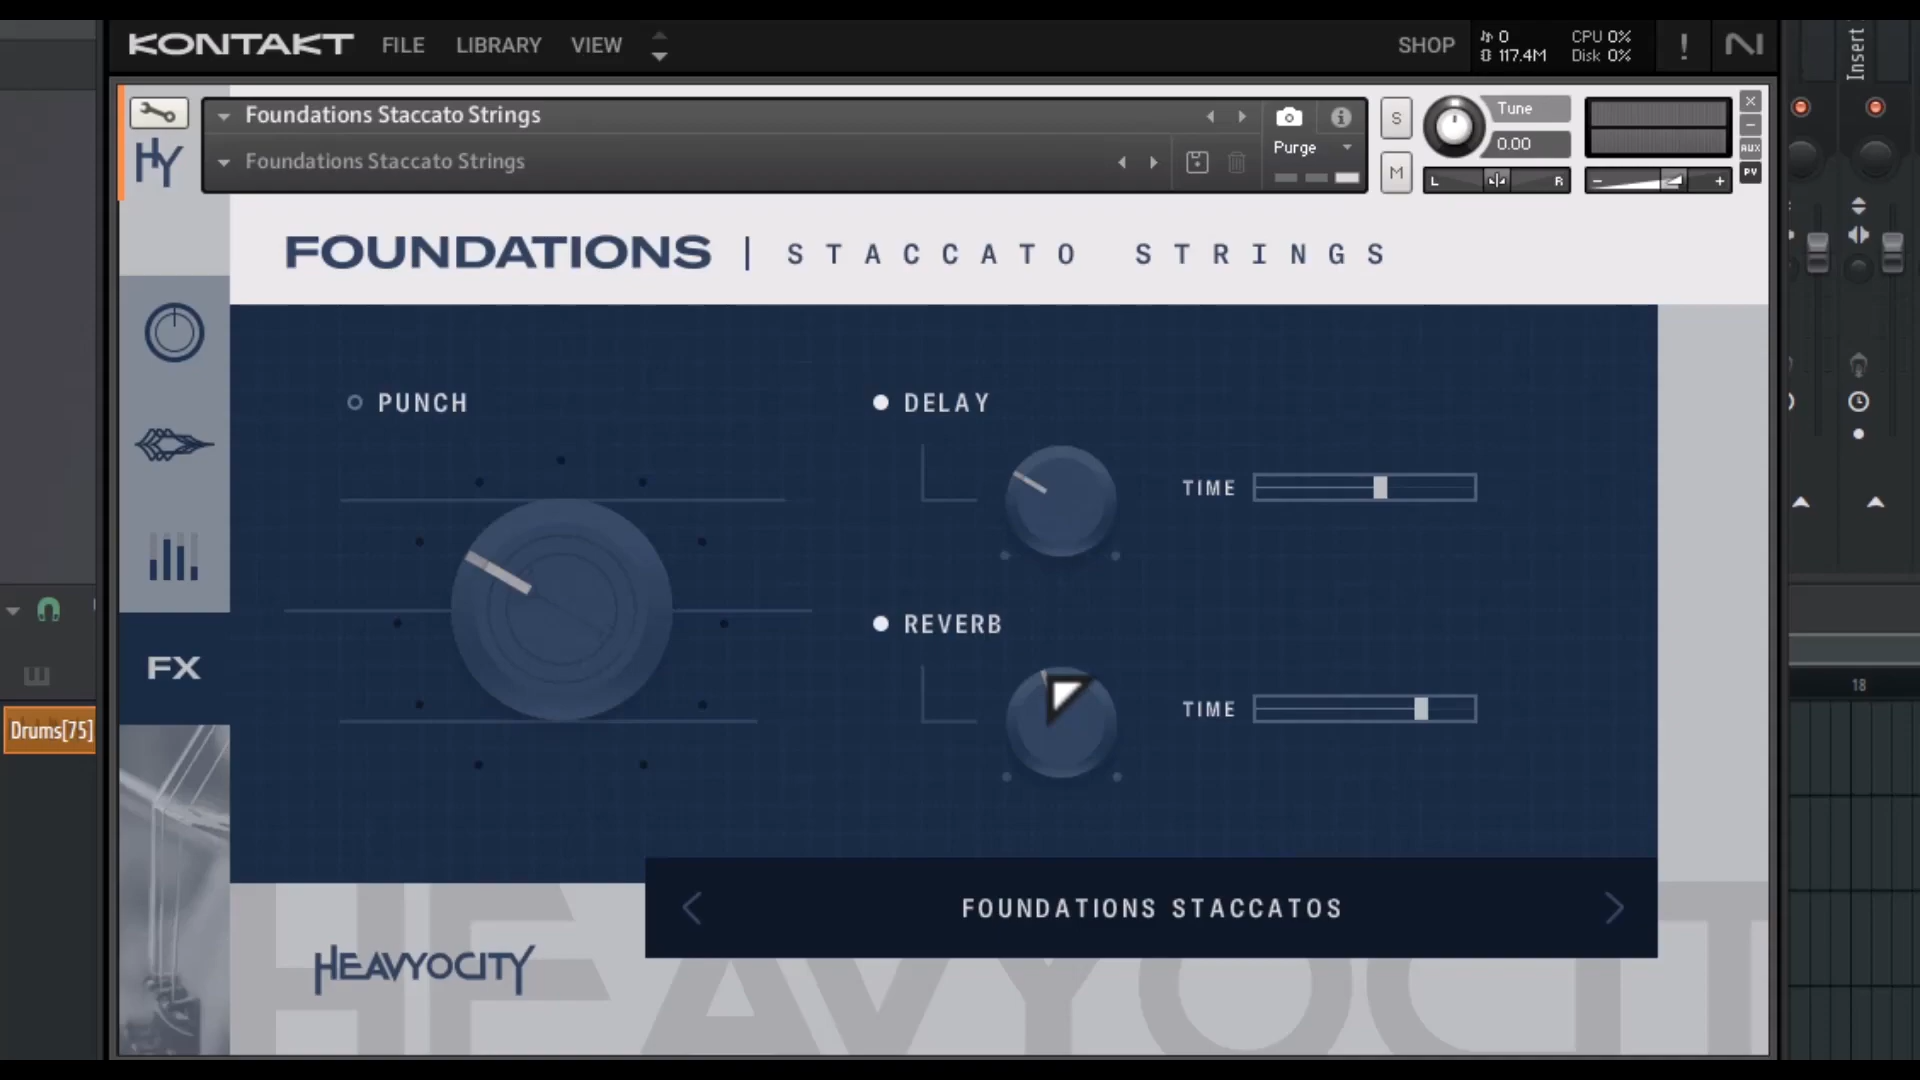 KONTAKT FILE LIBRARY VIEW SHOP 0 CPU 0%
117.4M Disk 0%
!
Insert
Foundations Staccato Strings
Foundations Staccato Strings
Purge
S
M
Tune
0.00
L R
- +
AUX
PV
HY
FOUNDATIONS | STACCATO STRINGS
PUNCH
DELAY
TIME
REVERB
TIME
FX
Drums[75]
18
FOUNDATIONS STACCATOS
HEAVYOCITY
HEAVYOCIT